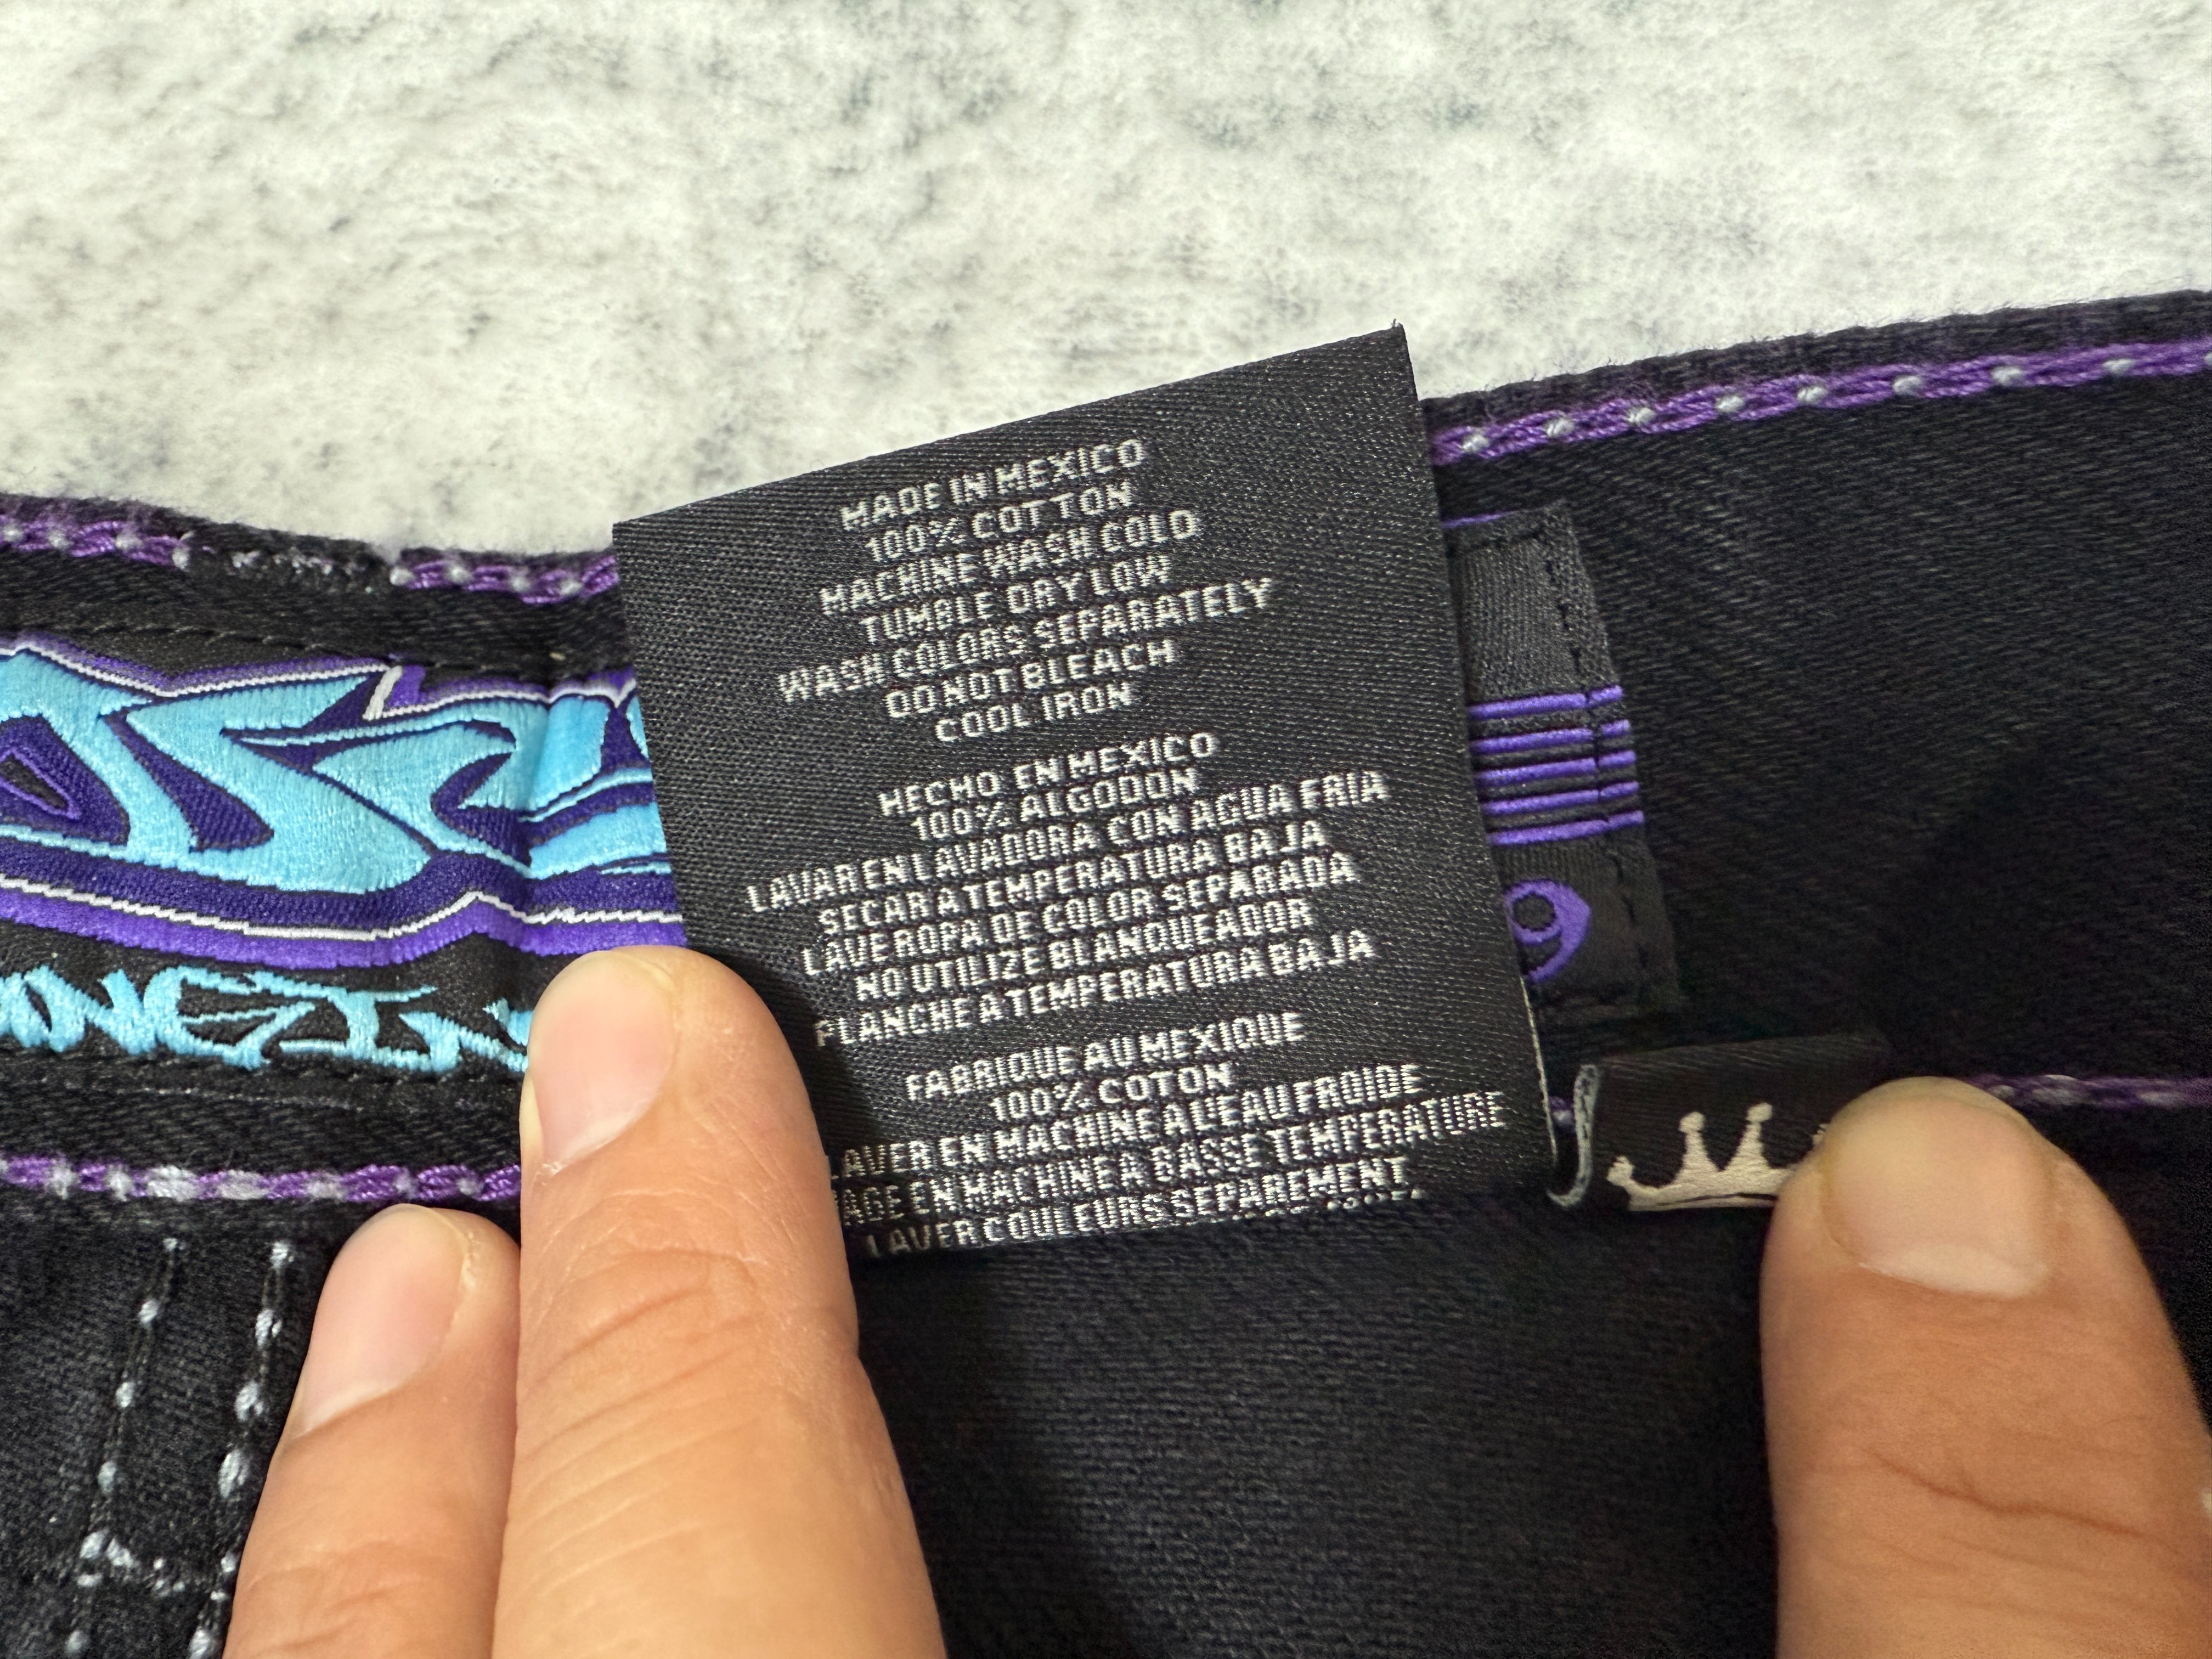 MADE IN MEXICO
100% COTTON
MACHINE WASH COLD
TUMBLE DRY LOW
WASH COLORS SEPARATELY
DO NOT BLEACH
COOL IRON
HECHO EN MEXICO
100% ALGODON
LAVAR EN LAVADORA CON AGUA FRIA
SECAR A TEMPERATURA BAJA
LAVE ROPA DE COLOR SEPARADA
NO UTILIZE BLANQUEADOR
PLANCHE A TEMPERATURA BAJA
FABRIQUE AU MEXIQUE
100% COTON
LAVER EN MACHINE A L'EAU FROIDE
AGE EN MACHINE A BASSE TEMPERATURE
LAVER COULEURS SEPAREMENT
9